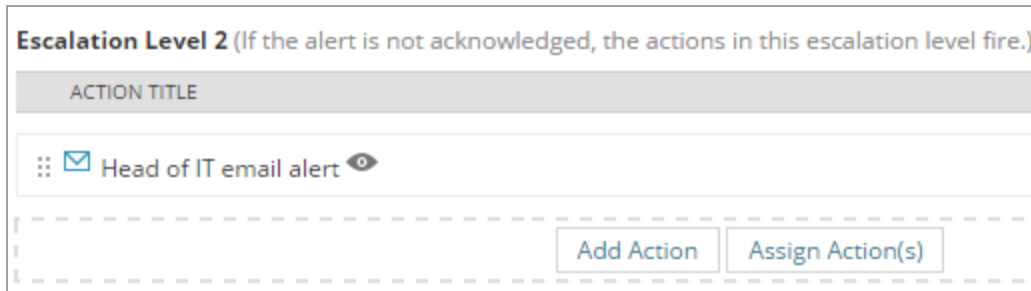 Escalation Level 2 (If the alert is not acknowledged, the actions in this escalation level fire.)
ACTION TITLE
Head of IT email alert
Add Action Assign Action(s)